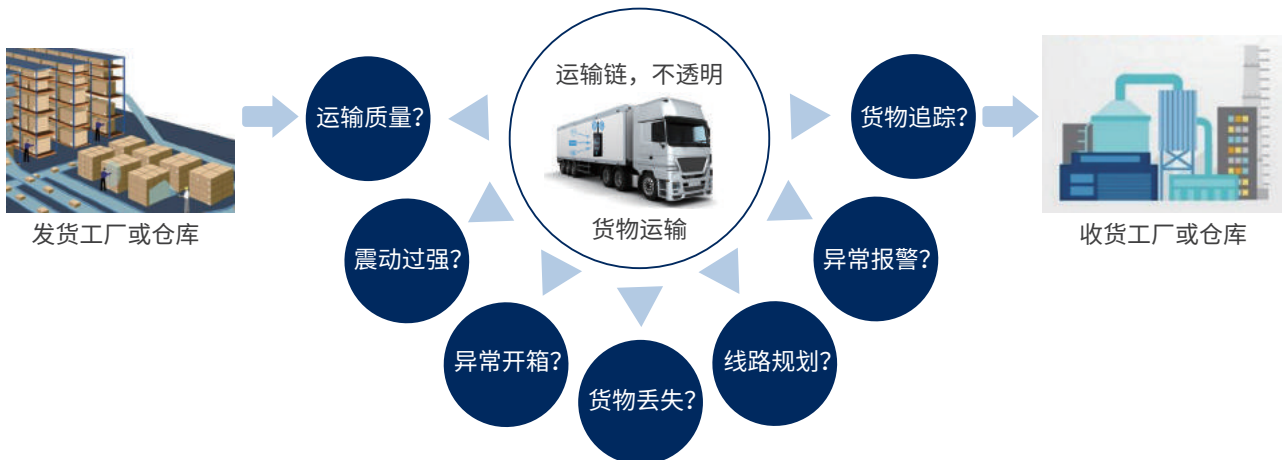 运输链，不透明
货物运输
发货工厂或仓库
运输质量？
震动过强？
异常开箱？
货物丢失？
线路规划？
异常报警？
货物追踪？
收货工厂或仓库